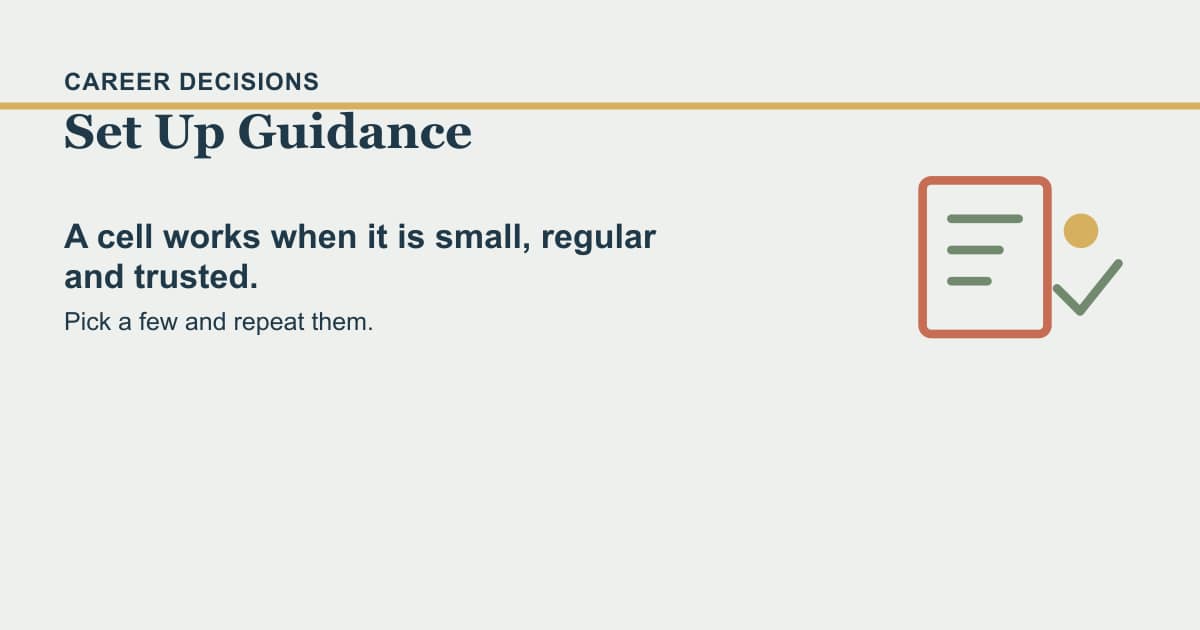 CAREER DECISIONS
Set Up Guidance
A cell works when it is small, regular
and trusted.
Pick a few and repeat them.